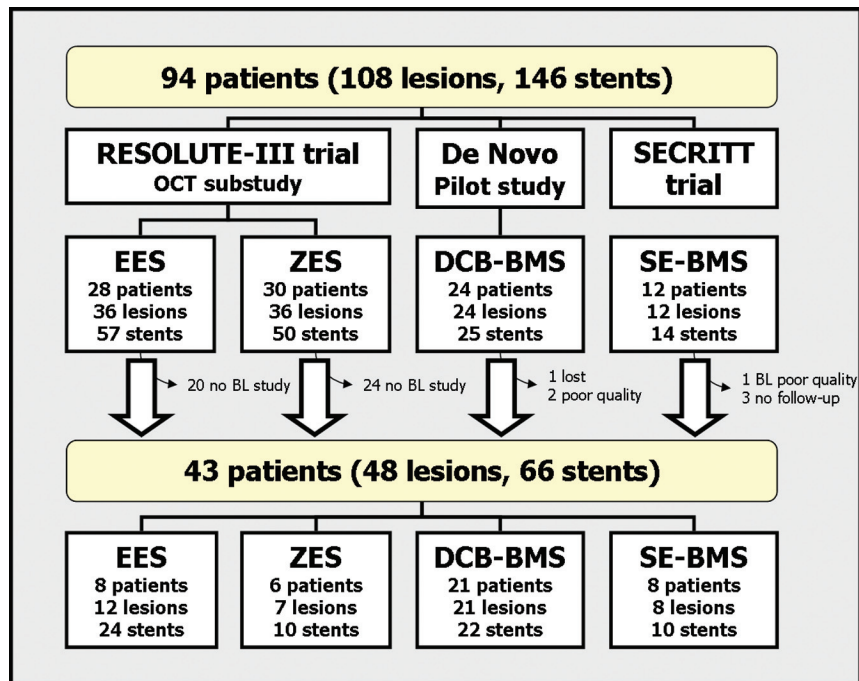 94 patients (108 lesions, 146 stents)
RESOLUTE-III trial
OCT substudy
De Novo
Pilot study
SECRITT
trial
EES
28 patients
36 lesions
57 stents
ZES
30 patients
36 lesions
50 stents
DCB-BMS
24 patients
24 lesions
25 stents
SE-BMS
12 patients
12 lesions
14 stents
20 no BL study
24 no BL study
1 lost
2 poor quality
1 BL poor quality
3 no follow-up
43 patients (48 lesions, 66 stents)
EES
8 patients
12 lesions
24 stents
ZES
6 patients
7 lesions
10 stents
DCB-BMS
21 patients
21 lesions
22 stents
SE-BMS
8 patients
8 lesions
10 stents